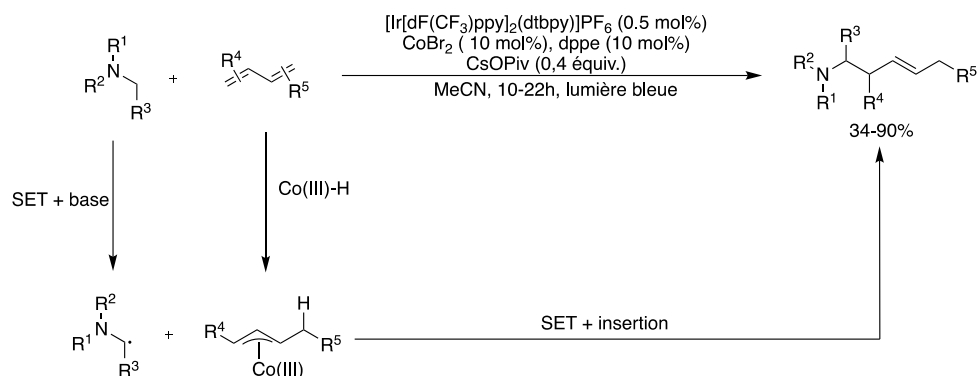 [Ir[dF(CF3)ppy]2(dtbpy)]PF6 (0.5 mol%)
CoBr2 ( 10 mol%), dppe (10 mol%)
CsOPiv (0,4 équiv.)
MeCN, 10-22h, lumière bleue
R1
R2
N
R3
+
R4
R5
R2
N
R1
R3
R4
R5
34-90%
SET + base
Co(III)-H
R2
R1
N
R3
+
R4
H
R5
Co(III)
SET + insertion